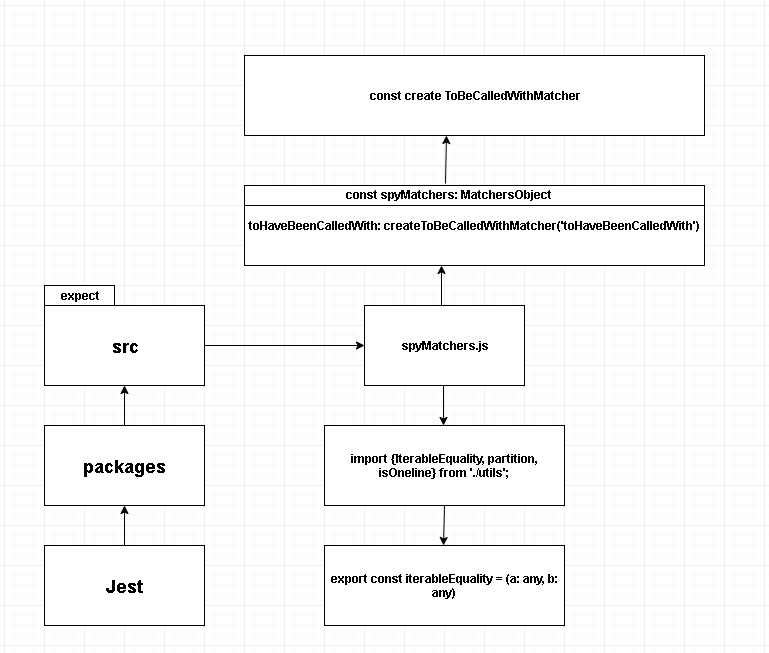 const create ToBeCalledWithMatcher
const spyMatchers: MatchersObject
toHaveBeenCalledWith: createToBeCalledWithMatcher('toHaveBeenCalledWith')
expect
src
spyMatchers.js
packages
import {IterableEquality, partition,
isOneline} from './utils';
Jest
export const iterableEquality = (a: any, b:
any)